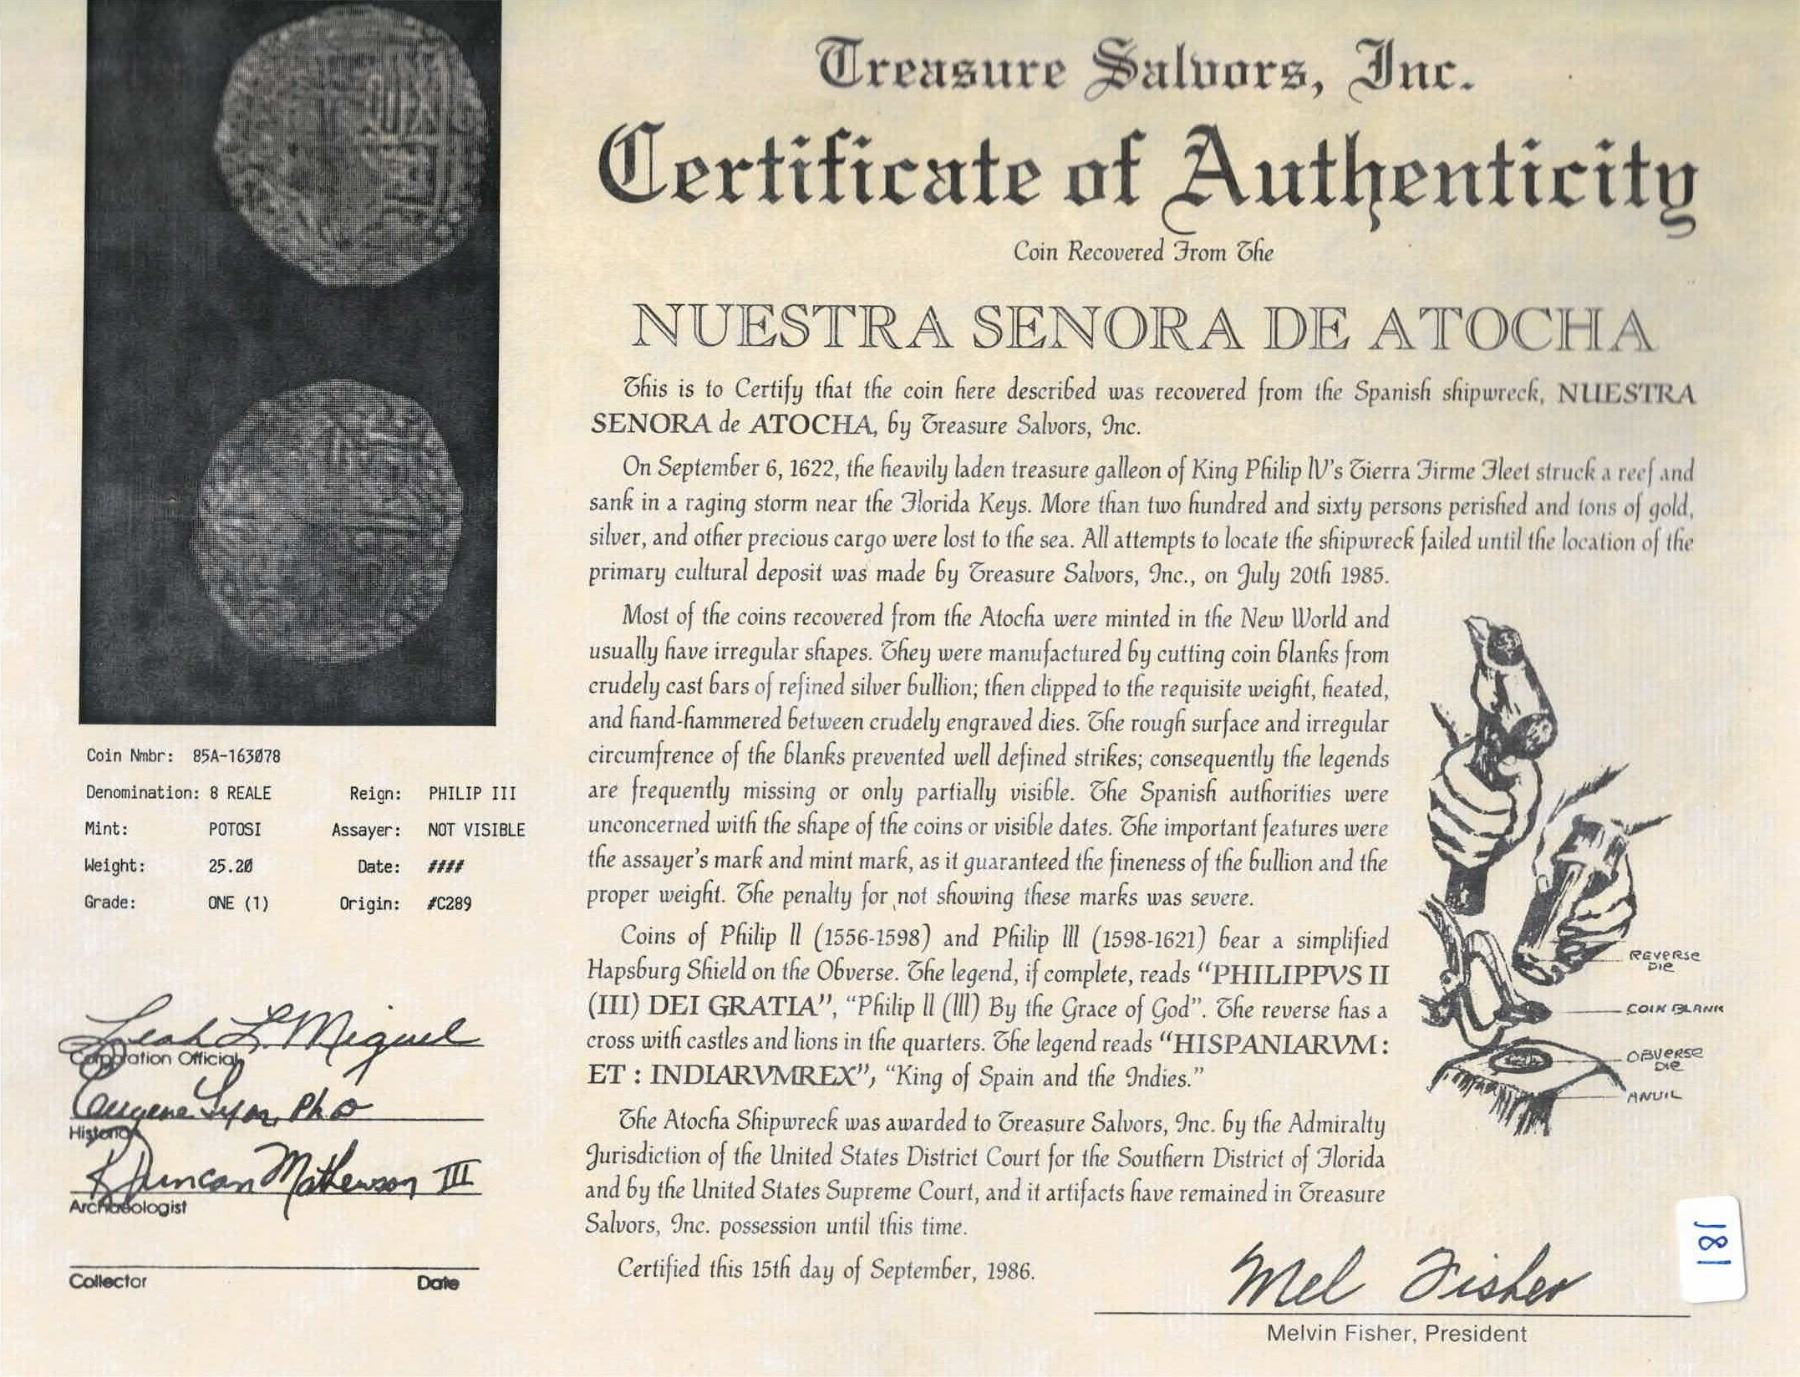 Treasure Salvors, Inc.
Certificate of Authenticity
Coin Recovered From The
NUESTRA SENORA DE ATOCHA
This is to Certify that the coin here described was recovered from the Spanish shipwreck, NUESTRA
SENORA de ATOCHA, by Treasure Salvors, Inc.
On September 6, 1622, the heavily laden treasure galleon of King Philip IV's Tierra Firme Fleet struck a reef and
sank in a raging storm near the Florida Keys. More than two hundred and sixty persons perished and tons of gold,
silver, and other precious cargo were lost to the sea. All attempts to locate the shipwreck failed until the location of the
primary cultural deposit was made by Treasure Salvors, Inc., on July 20th 1985.
Most of the coins recovered from the Atocha were minted in the New World and
usually have irregular shapes. They were manufactured by cutting coin blanks from
crudely cast bars of refined silver bullion; then clipped to the requisite weight, heated,
and hand-hammered between crudely engraved dies. The rough surface and irregular
circumfrence of the blanks prevented well defined strikes; consequently the legends
are frequently missing or only partially visible. The Spanish authorities were
unconcerned with the shape of the coins or visible dates. The important features were
the assayer's mark and mint mark, as it guaranteed the fineness of the bullion and the
proper weight. The penalty for not showing these marks was severe.
Coins of Philip II (1556-1598) and Philip III (1598-1621) bear a simplified
Hapsburg Shield on the Obverse. The legend, if complete, reads "PHILIPPVS II
(III) DEI GRATIA", "Philip II (III) By the Grace of God". The reverse has a
cross with castles and lions in the quarters. The legend reads "HISPANIARVM :
ET : INDIARVMREX", "King of Spain and the Indies."
The Atocha Shipwreck was awarded to Treasure Salvors, Inc. by the Admiralty
Jurisdiction of the United States District Court for the Southern District of Florida
and by the United States Supreme Court, and it artifacts have remained in Treasure
Salvors, Inc. possession until this time.
Certified this 15th day of September, 1986.
Mel Fisher
Melvin Fisher, President
REVERSE
DIE
COIN BLANK
OBVERSE
DIE
ANVIL
181
Coin Nmbr: 85A-163078
Denomination: 8 REALE Reign: PHILIP III
Mint: POTOSI Assayer: NOT VISIBLE
Weight: 25.20 Date: ####
Grade: ONE (1) Origin: #C289
Leah L. Miguel
Corporation Official
Eugene Lyon, PhD
Historian
R Duncan Mathewson III
Archaeologist
Collector Date